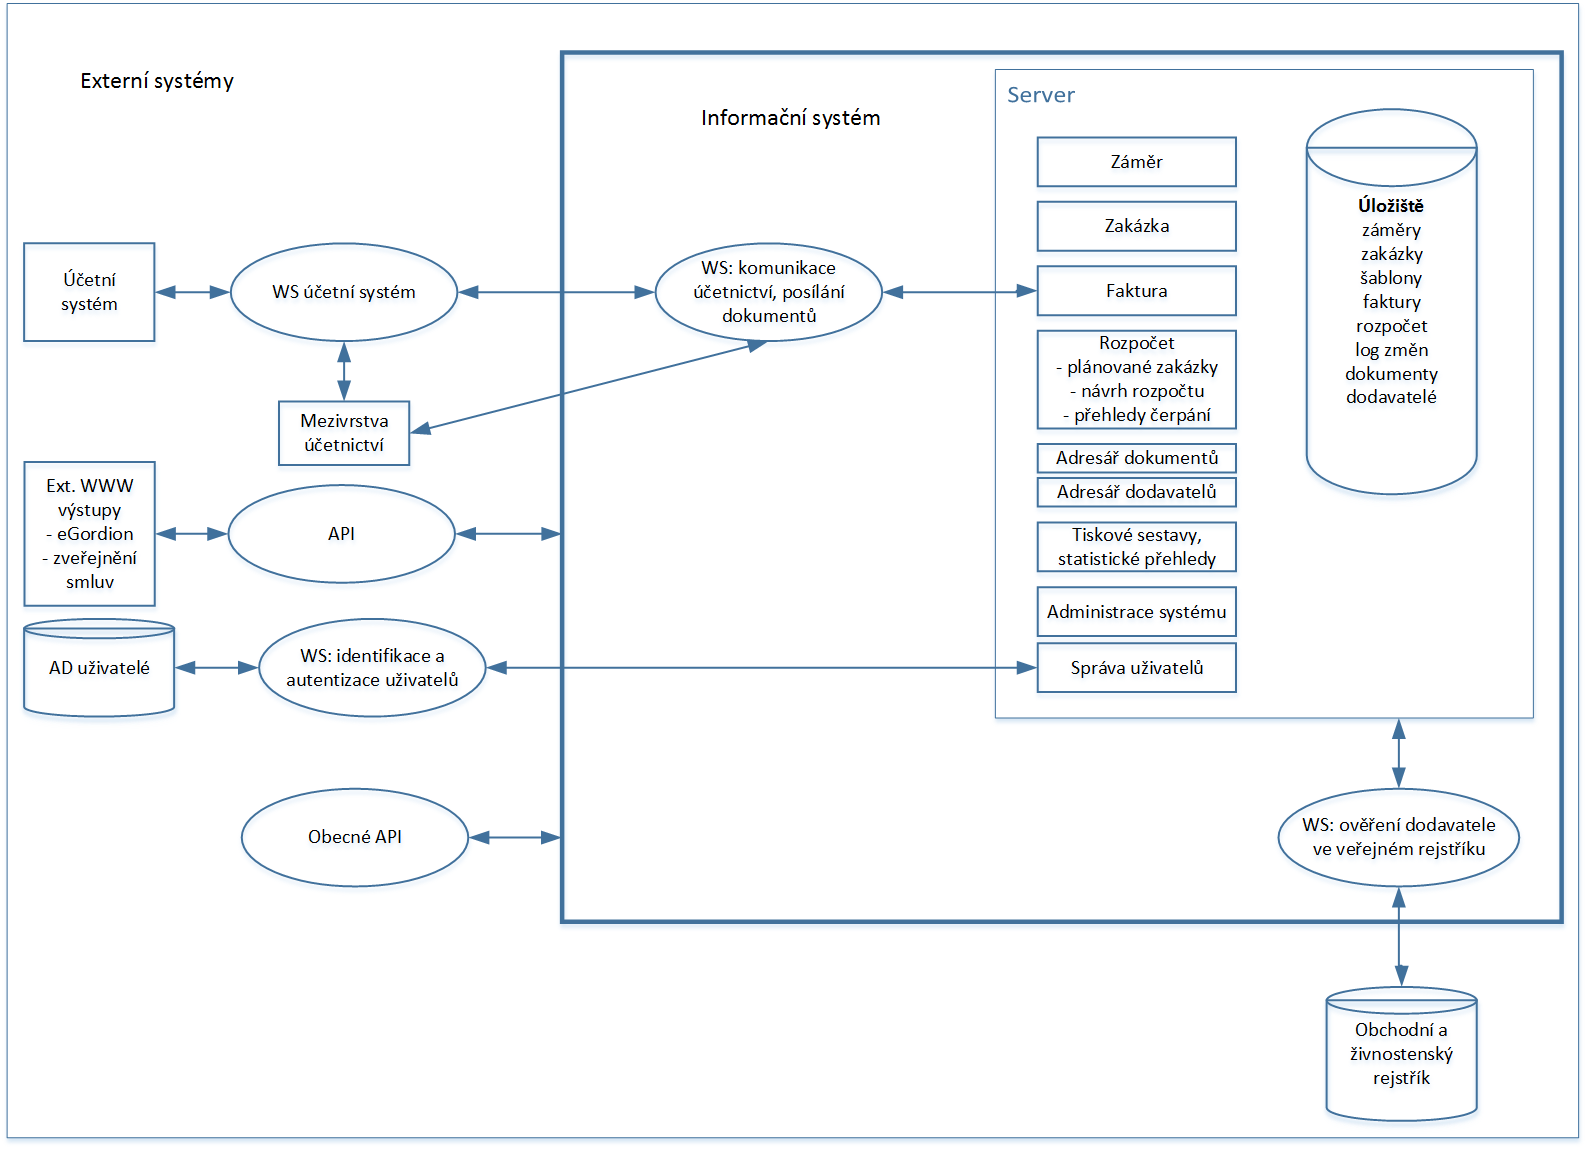 Externí systémy
Informační systém
Server
Záměr
Zakázka
Faktura
Rozpočet
- plánované zakázky
- návrh rozpočtu
- přehledy čerpání
Adresář dokumentů
Adresář dodavatelů
Tiskové sestavy,
statistické přehledy
Administrace systému
Správa uživatelů
Úložiště
záměry
zakázky
šablony
faktury
rozpočet
log změn
dokumenty
dodavatelé
Účetní
systém
WS účetní systém
WS: komunikace
účetnictví, posílání
dokumentů
Mezivrstva
účetnictví
Ext. WWW
výstupy
- eGordion
- zveřejnění
smluv
API
AD uživatelé
WS: identifikace a
autentizace uživatelů
Obecné API
WS: ověření dodavatele
ve veřejném rejstříku
Obchodní a
živnostenský
rejstřík